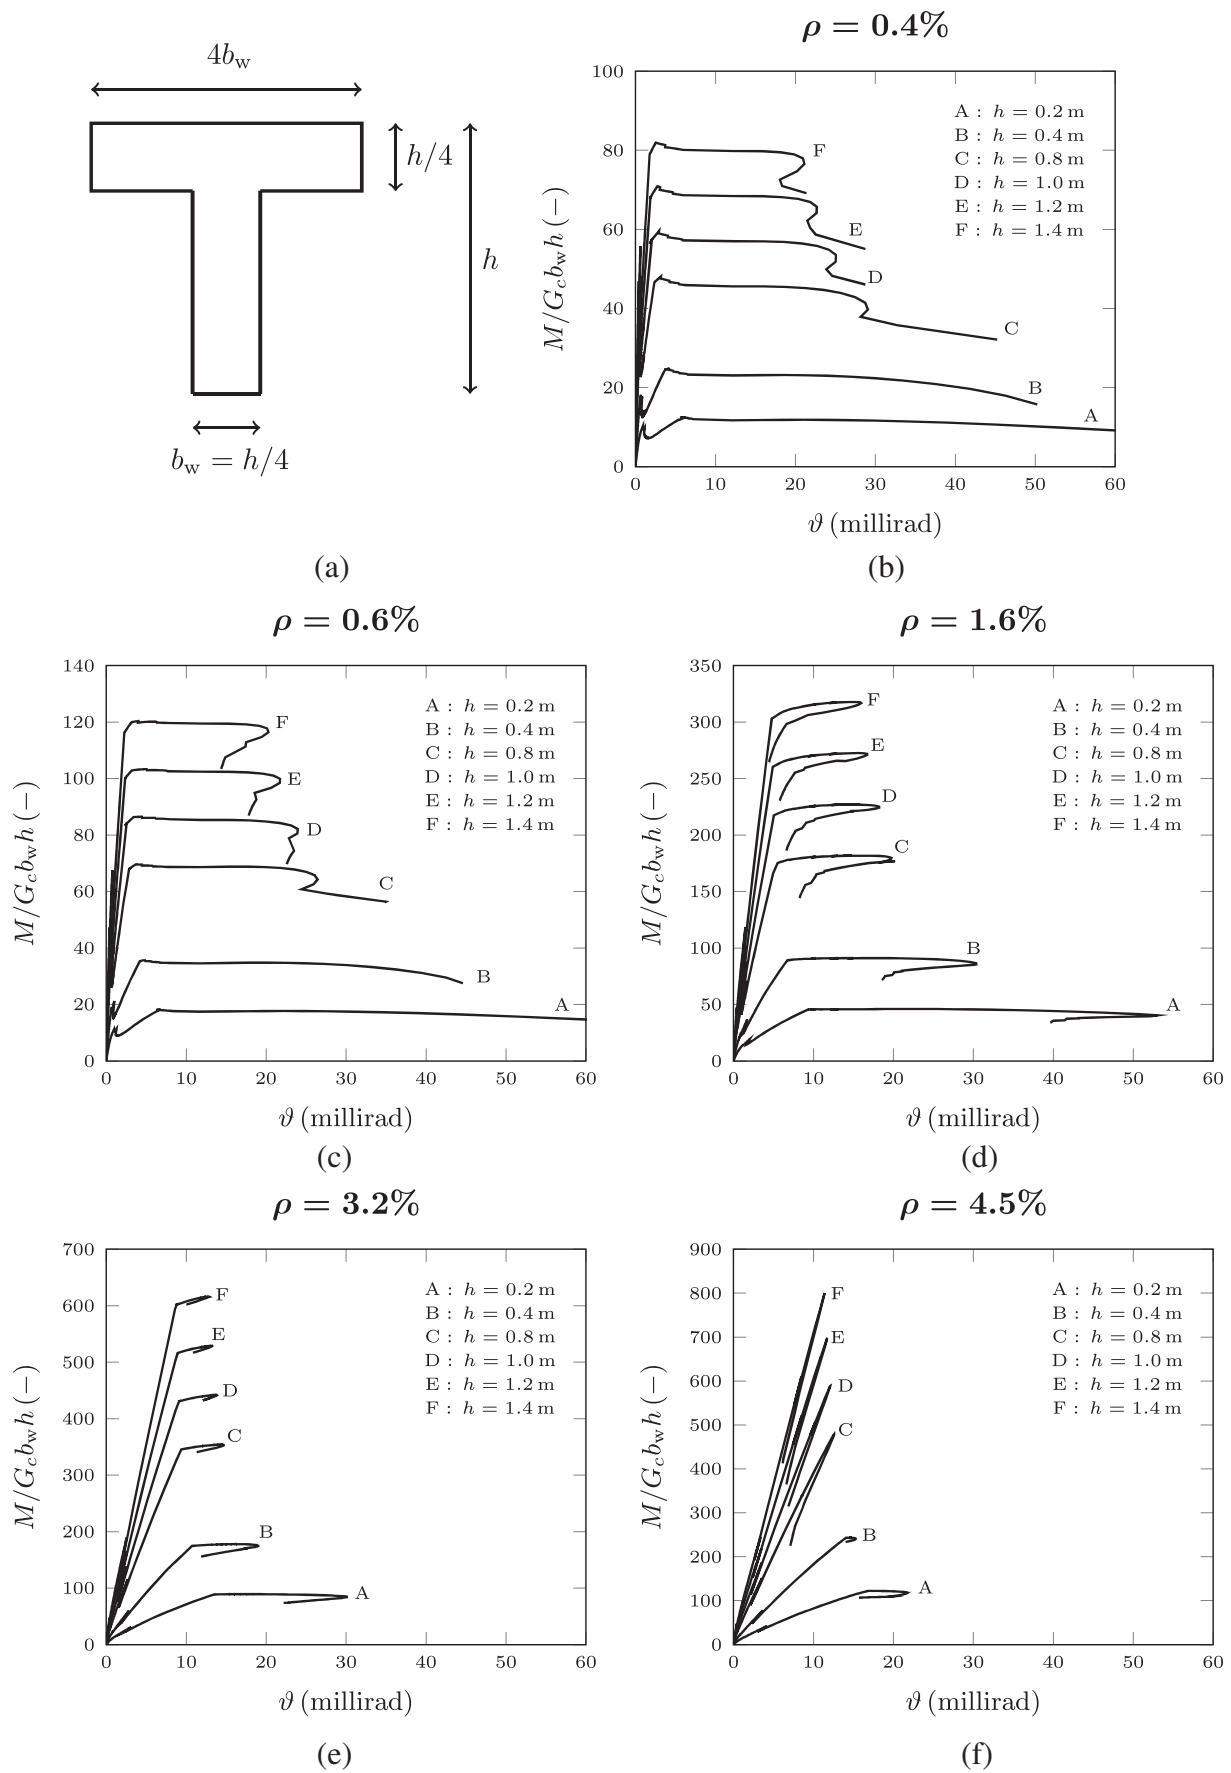 4b_w
h/4
h
b_w = h/4
(a)
ρ = 0.4%
100
80
60
40
20
0
0 10 20 30 40 50 60
M/G_c b_w h (−)
ϑ (millirad)
A : h = 0.2 m
B : h = 0.4 m
C : h = 0.8 m
D : h = 1.0 m
E : h = 1.2 m
F : h = 1.4 m
F
E
D
C
B
A
(b)
ρ = 0.6%
140
120
100
80
60
40
20
0
0 10 20 30 40 50 60
M/G_c b_w h (−)
ϑ (millirad)
A : h = 0.2 m
B : h = 0.4 m
C : h = 0.8 m
D : h = 1.0 m
E : h = 1.2 m
F : h = 1.4 m
F
E
D
C
B
A
(c)
ρ = 1.6%
350
300
250
200
150
100
50
0
0 10 20 30 40 50 60
M/G_c b_w h (−)
ϑ (millirad)
A : h = 0.2 m
B : h = 0.4 m
C : h = 0.8 m
D : h = 1.0 m
E : h = 1.2 m
F : h = 1.4 m
F
E
D
C
B
A
(d)
ρ = 3.2%
700
600
500
400
300
200
100
0
0 10 20 30 40 50 60
M/G_c b_w h (−)
ϑ (millirad)
A : h = 0.2 m
B : h = 0.4 m
C : h = 0.8 m
D : h = 1.0 m
E : h = 1.2 m
F : h = 1.4 m
F
E
D
C
B
A
(e)
ρ = 4.5%
900
800
700
600
500
400
300
200
100
0
0 10 20 30 40 50 60
M/G_c b_w h (−)
ϑ (millirad)
A : h = 0.2 m
B : h = 0.4 m
C : h = 0.8 m
D : h = 1.0 m
E : h = 1.2 m
F : h = 1.4 m
F
E
D
C
B
A
(f)